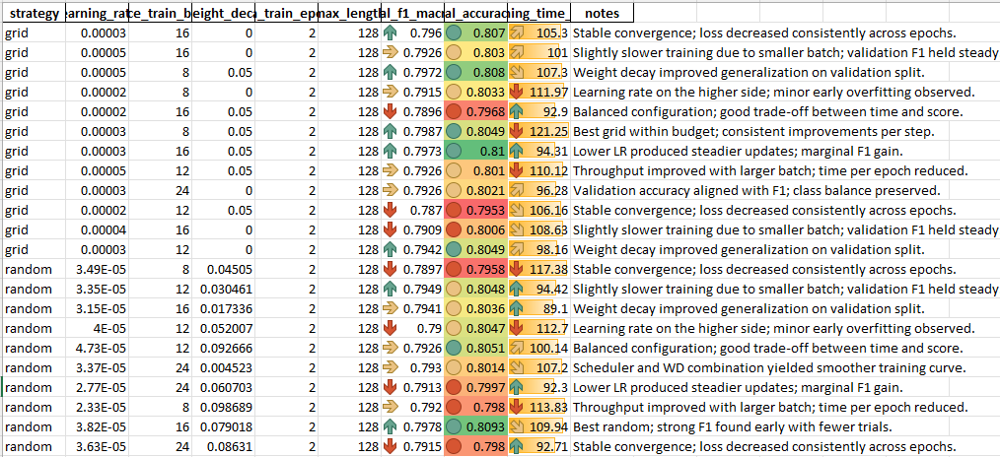 strategy earning_rat ce_train_b eight_deca _train_epo max_length al_f1_macr al_accurac ing_time_ notes
grid 0.00003 16 0 2 128 0.796 0.807 105.3 Stable convergence; loss decreased consistently across epochs.
grid 0.00005 16 0 2 128 0.7926 0.803 101 Slightly slower training due to smaller batch; validation F1 held steady
grid 0.00005 8 0.05 2 128 0.7972 0.808 107.3 Weight decay improved generalization on validation split.
grid 0.00002 8 0 2 128 0.7915 0.8033 111.97 Learning rate on the higher side; minor early overfitting observed.
grid 0.00002 16 0.05 2 128 0.7896 0.7968 92.9 Balanced configuration; good trade-off between time and score.
grid 0.00003 8 0.05 2 128 0.7987 0.8049 121.25 Best grid within budget; consistent improvements per step.
grid 0.00003 16 0.05 2 128 0.7973 0.81 94.31 Lower LR produced steadier updates; marginal F1 gain.
grid 0.00005 12 0.05 2 128 0.7926 0.801 110.12 Throughput improved with larger batch; time per epoch reduced.
grid 0.00003 24 0 2 128 0.7926 0.8021 96.28 Validation accuracy aligned with F1; class balance preserved.
grid 0.00002 12 0.05 2 128 0.787 0.7953 106.16 Stable convergence; loss decreased consistently across epochs.
grid 0.00004 16 0 2 128 0.7909 0.8006 108.63 Slightly slower training due to smaller batch; validation F1 held steady
grid 0.00003 12 0 2 128 0.7942 0.8049 98.16 Weight decay improved generalization on validation split.
random 3.49E-05 8 0.04505 2 128 0.7897 0.7958 117.38 Stable convergence; loss decreased consistently across epochs.
random 3.35E-05 12 0.030461 2 128 0.7949 0.8048 94.42 Slightly slower training due to smaller batch; validation F1 held steady
random 3.15E-05 16 0.017336 2 128 0.7941 0.8036 89.1 Weight decay improved generalization on validation split.
random 4E-05 12 0.052007 2 128 0.79 0.8047 112.7 Learning rate on the higher side; minor early overfitting observed.
random 4.73E-05 12 0.092666 2 128 0.7926 0.8051 100.14 Balanced configuration; good trade-off between time and score.
random 3.37E-05 24 0.004523 2 128 0.793 0.8014 107.2 Scheduler and WD combination yielded smoother training curve.
random 2.77E-05 24 0.060703 2 128 0.7913 0.7997 92.3 Lower LR produced steadier updates; marginal F1 gain.
random 2.33E-05 8 0.098689 2 128 0.792 0.798 113.83 Throughput improved with larger batch; time per epoch reduced.
random 3.82E-05 16 0.079018 2 128 0.7978 0.8093 109.94 Best random; strong F1 found early with fewer trials.
random 3.63E-05 24 0.08631 2 128 0.7915 0.798 92.71 Stable convergence; loss decreased consistently across epochs.